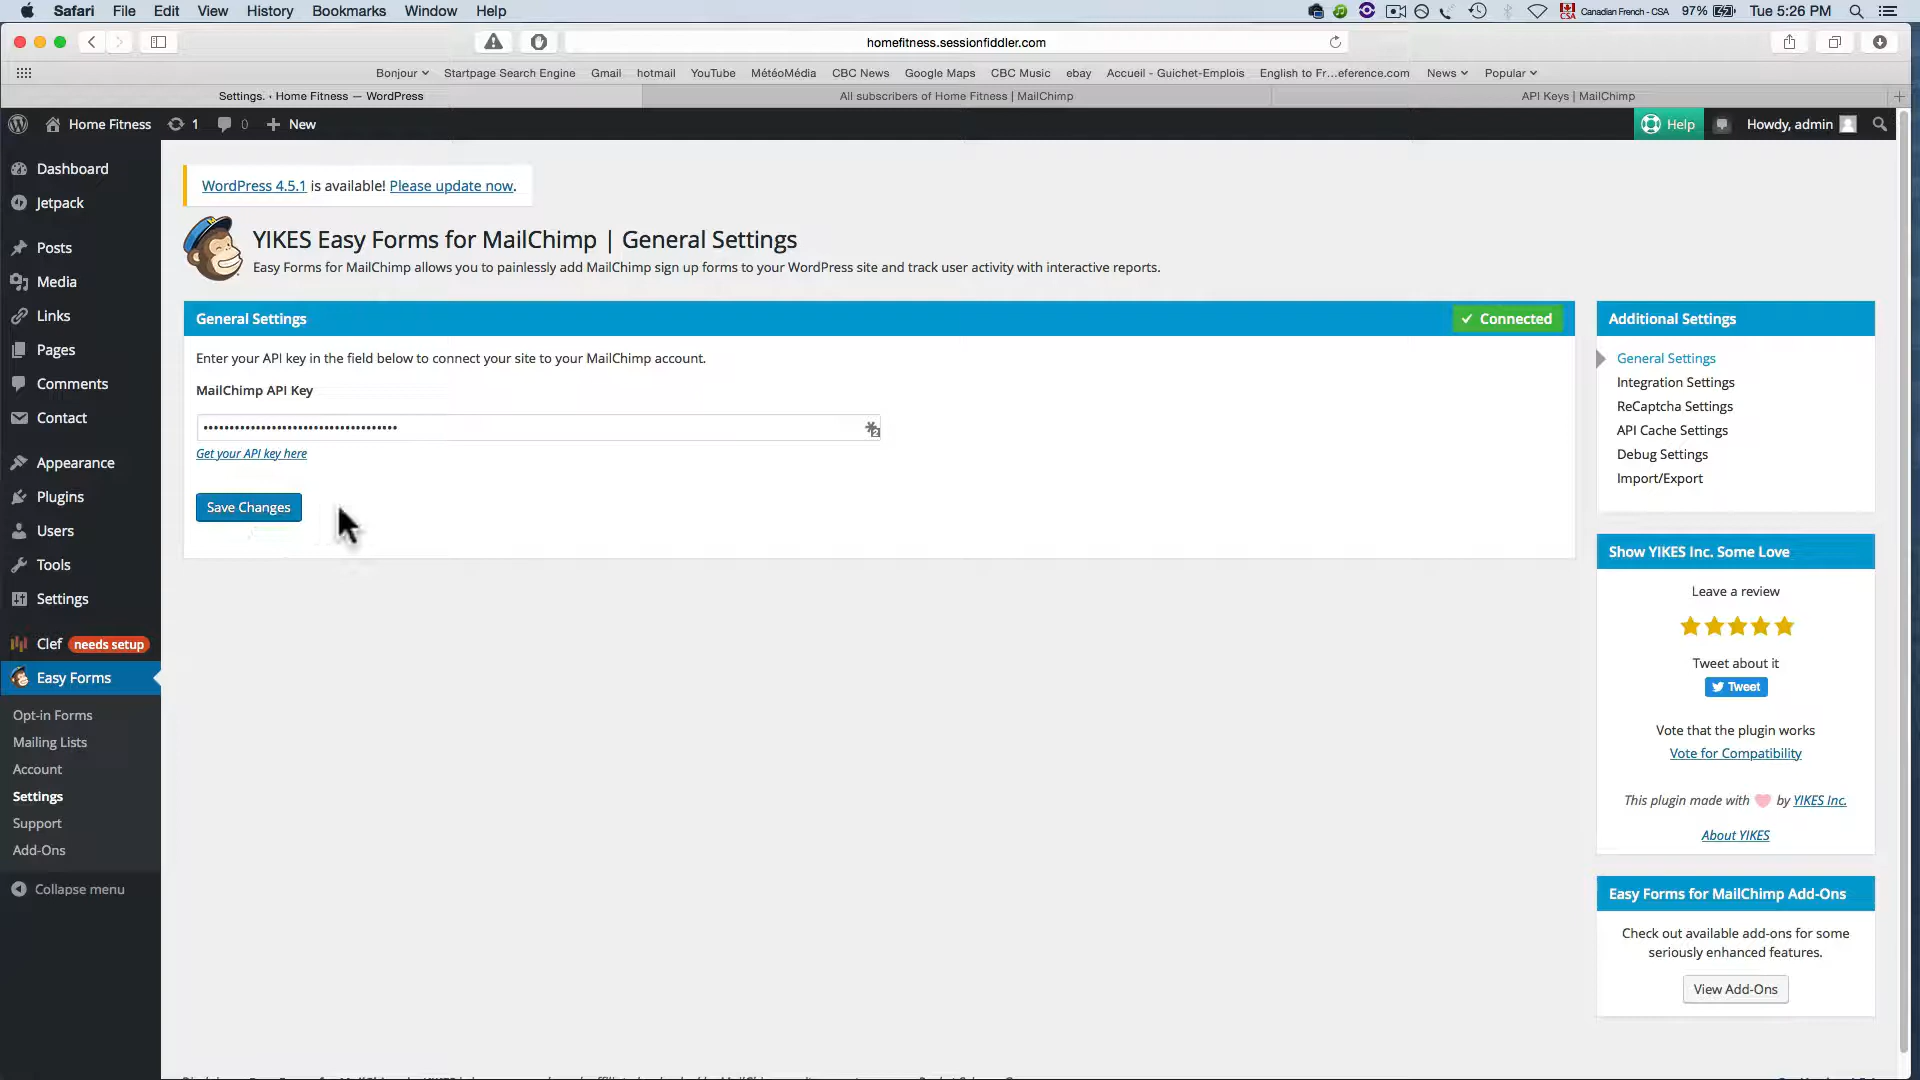 Safari File Edit View History Bookmarks Window Help
Canadian French - CSA 97% Tue 5:26 PM
homefitness.sessionfiddler.com
Bonjour Startpage Search Engine Gmail hotmail YouTube MétéoMédia CBC News Google Maps CBC Music ebay Accueil - Guichet-Emplois English to Fr...eference.com News Popular
Settings. ‹ Home Fitness — WordPress
All subscribers of Home Fitness | MailChimp
API Keys | MailChimp
Home Fitness 1 0 New
Help Howdy, admin
Dashboard
Jetpack
Posts
Media
Links
Pages
Comments
Contact
Appearance
Plugins
Users
Tools
Settings
Clef needs setup
Easy Forms
Opt-in Forms
Mailing Lists
Account
Settings
Support
Add-Ons
Collapse menu
WordPress 4.5.1 is available! Please update now.
YIKES Easy Forms for MailChimp | General Settings
Easy Forms for MailChimp allows you to painlessly add MailChimp sign up forms to your WordPress site and track user activity with interactive reports.
General Settings
Connected
Enter your API key in the field below to connect your site to your MailChimp account.
MailChimp API Key
Get your API key here
Save Changes
Additional Settings
General Settings
Integration Settings
ReCaptcha Settings
API Cache Settings
Debug Settings
Import/Export
Show YIKES Inc. Some Love
Leave a review
Tweet about it
Tweet
Vote that the plugin works
Vote for Compatibility
This plugin made with by YIKES Inc.
About YIKES
Easy Forms for MailChimp Add-Ons
Check out available add-ons for some
seriously enhanced features.
View Add-Ons